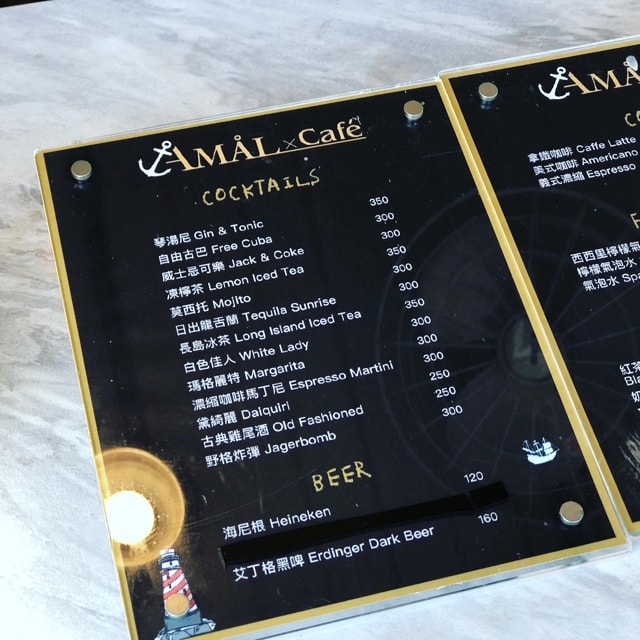 AMÅL × Café
COCKTAILS
琴湯尼 Gin & Tonic 350
自由古巴 Free Cuba 300
威士忌可樂 Jack & Coke 300
凍檸茶 Lemon Iced Tea 350
莫西托 Mojito 300
日出龍舌蘭 Tequila Sunrise 300
長島冰茶 Long Island Iced Tea 350
白色佳人 White Lady 300
瑪格麗特 Margarita 300
濃縮咖啡馬丁尼 Espresso Martini 300
黛綺麗 Daiquiri 250
古典雞尾酒 Old Fashioned 250
野格炸彈 Jagerbomb 300
BEER
海尼根 Heineken 120
艾丁格黑啤 Erdinger Dark Beer 160
拿鐵咖啡 Caffe Latte
美式咖啡 Americano
義式濃縮 Espresso
西西里檸檬
檸檬氣泡水
氣泡水
紅茶